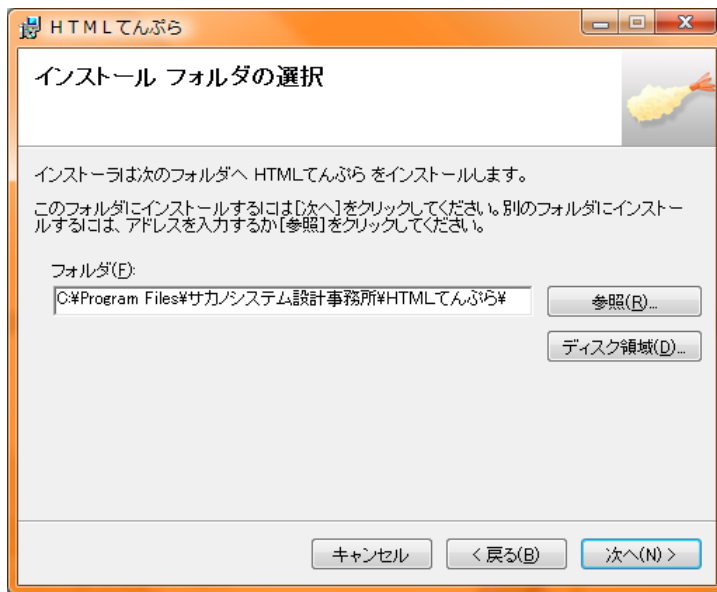 ＨＴＭＬてんぷら
インストール フォルダの選択
インストーラは次のフォルダへ HTMLてんぷら をインストールします。
このフォルダにインストールするには[次へ]をクリックしてください。別のフォルダにインストー
ルするには、アドレスを入力するか[参照]をクリックしてください。
フォルダ(F):
C:¥Program Files¥サカノシステム設計事務所¥HTMLてんぷら¥
参照(R)...
ディスク領域(D)...
キャンセル
< 戻る(B)
次へ(N) >